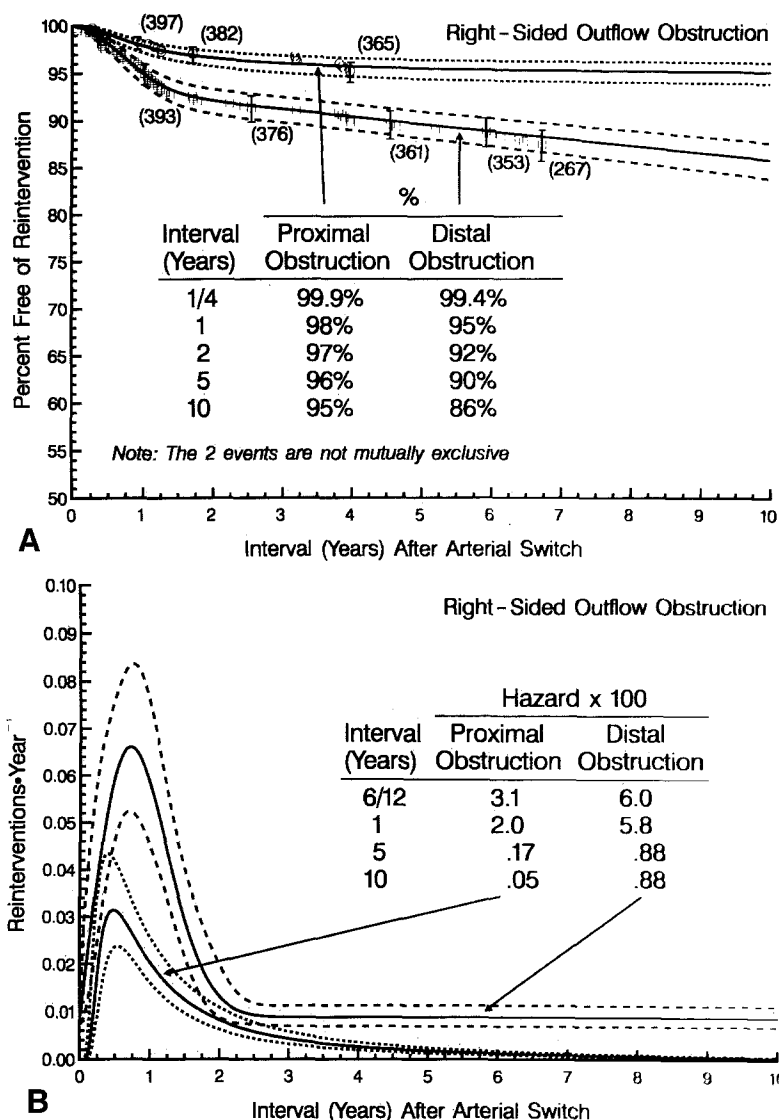 Right-Sided Outflow Obstruction
Percent Free of Reintervention
100
95
90
85
80
75
70
65
60
55
50
(397)
(382)
(365)
(393)
(376)
(361)
(353)
(267)
%
Interval (Years) Proximal Obstruction Distal Obstruction
1/4 99.9% 99.4%
1 98% 95%
2 97% 92%
5 96% 90%
10 95% 86%
Note: The 2 events are not mutually exclusive
0 1 2 3 4 5 6 7 8 9 10
A
Interval (Years) After Arterial Switch
Right-Sided Outflow Obstruction
Reinterventions•Year⁻¹
0.10
0.09
0.08
0.07
0.06
0.05
0.04
0.03
0.02
0.01
0.00
Hazard x 100
Interval (Years) Proximal Obstruction Distal Obstruction
6/12 3.1 6.0
1 2.0 5.8
5 .17 .88
10 .05 .88
0 1 2 3 4 5 6 7 8 9
B
Interval (Years) After Arterial Switch